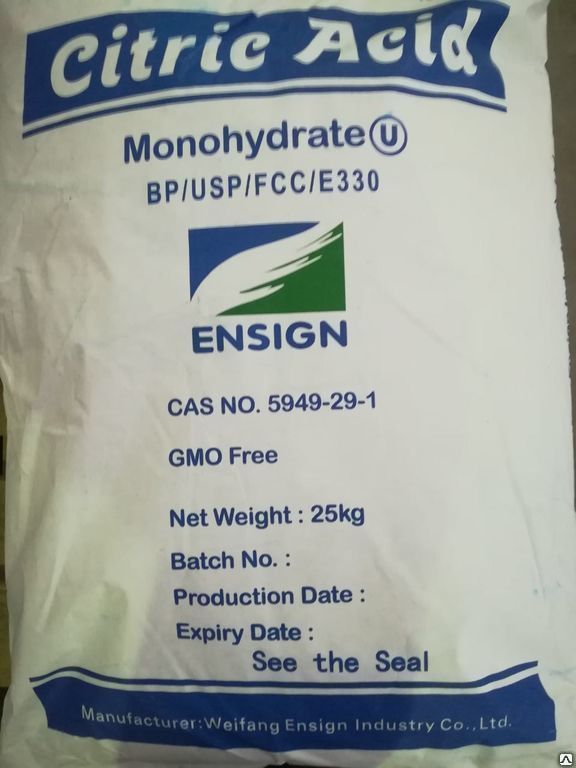 Citric Acid
Monohydrate Ⓤ
BP/USP/FCC/E330
ENSIGN
CAS NO. 5949-29-1
GMO Free
Net Weight : 25kg
Batch No. :
Production Date :
Expiry Date :
See the Seal
Manufacturer:Weifang Ensign Industry Co.,Ltd.